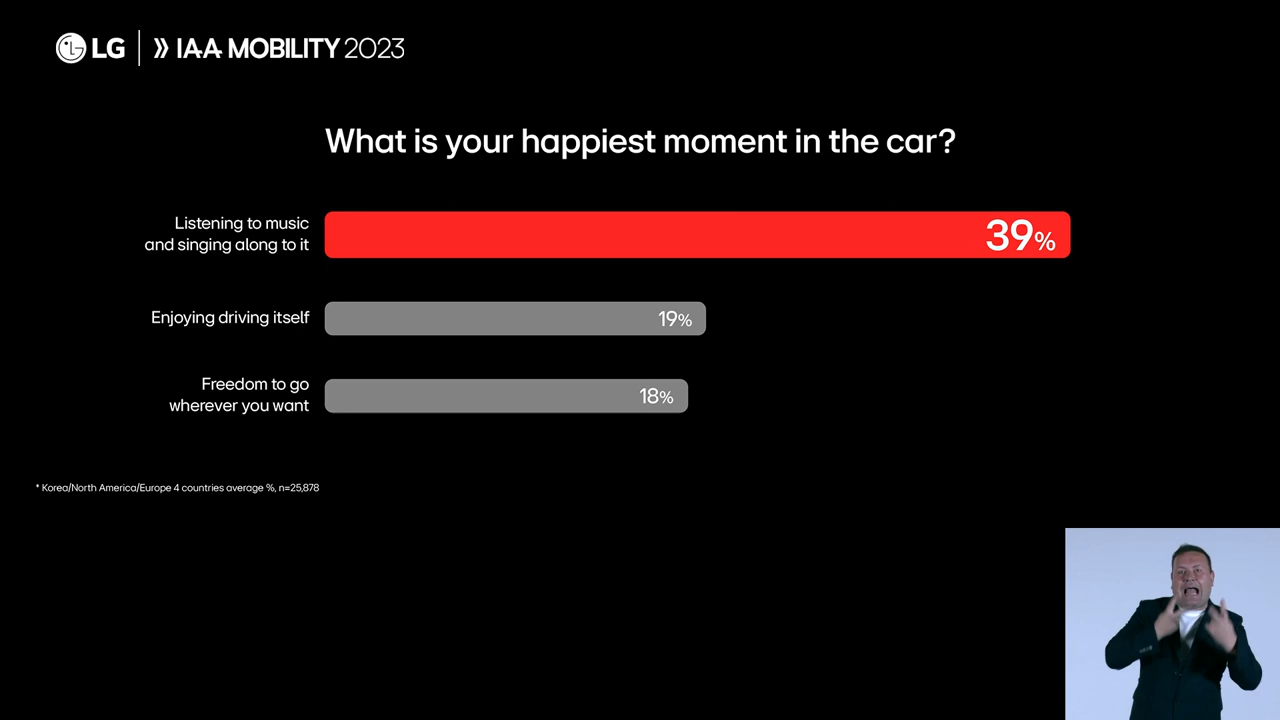 LG
IAA MOBILITY 2023
What is your happiest moment in the car?
Listening to music
and singing along to it
39%
Enjoying driving itself
19%
Freedom to go
wherever you want
18%
* Korea/North America/Europe 4 countries average %, n=25,878